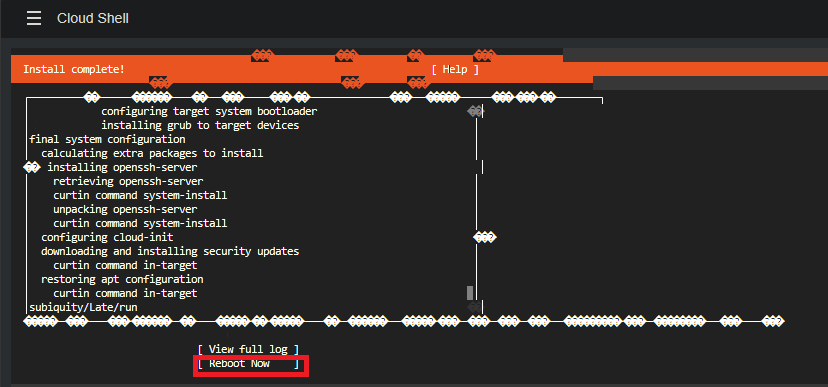 Cloud Shell
Install complete! [ Help ]
configuring target system bootloader
installing grub to target devices
final system configuration
calculating extra packages to install
installing openssh-server
retrieving openssh-server
curtin command system-install
unpacking openssh-server
curtin command system-install
configuring cloud-init
downloading and installing security updates
curtin command in-target
restoring apt configuration
curtin command in-target
subiquity/Late/run
[ View full log ]
[ Reboot Now ]